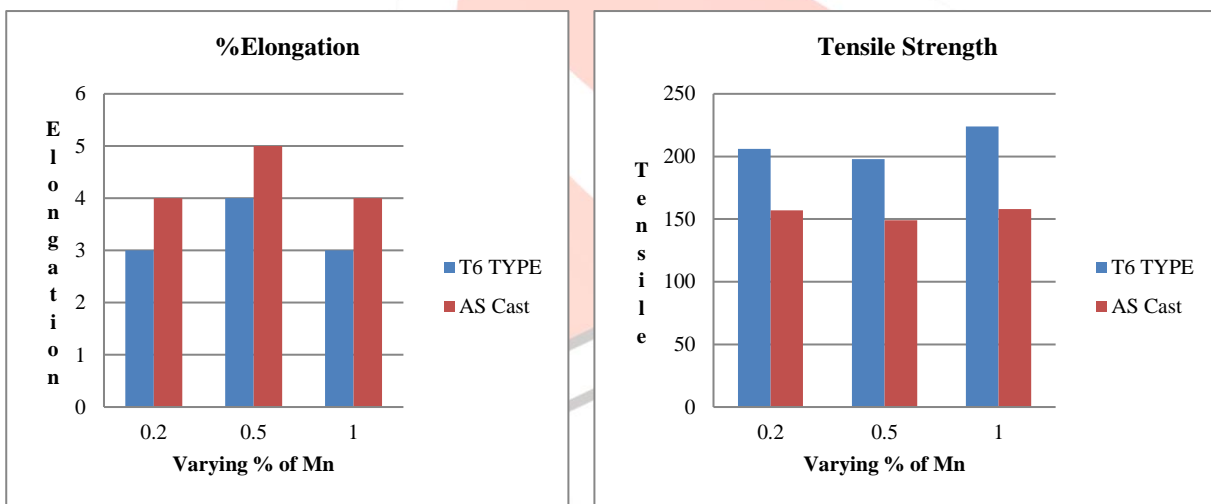 %Elongation
6
5
4
3
2
1
0
Elongation
0.2 0.5 1
Varying % of Mn
T6 TYPE
AS Cast
Tensile Strength
250
200
150
100
50
0
Tensile
0.2 0.5 1
Varying % of Mn
T6 TYPE
AS Cast